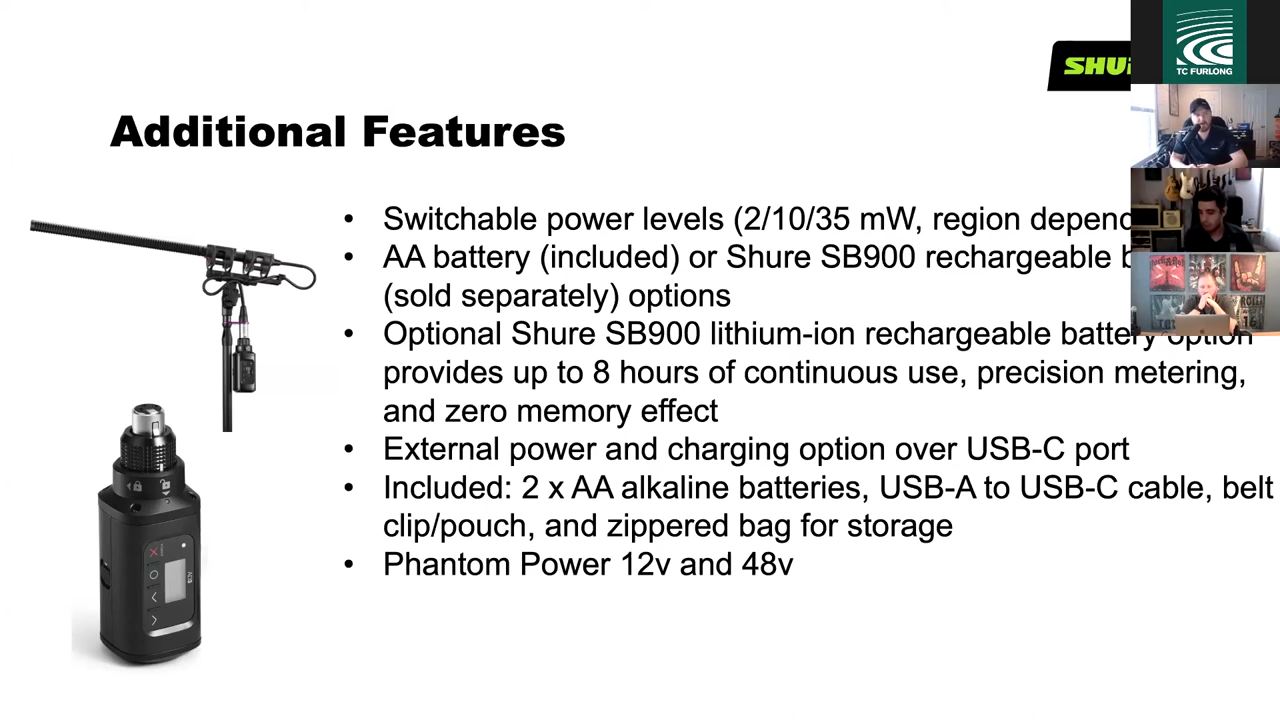 SHU
TC FURLONG
Additional Features
• Switchable power levels (2/10/35 mW, region depend
• AA battery (included) or Shure SB900 rechargeable b
(sold separately) options
• Optional Shure SB900 lithium-ion rechargeable battery option
provides up to 8 hours of continuous use, precision metering,
and zero memory effect
• External power and charging option over USB-C port
• Included: 2 x AA alkaline batteries, USB-A to USB-C cable, belt
clip/pouch, and zippered bag for storage
• Phantom Power 12v and 48v